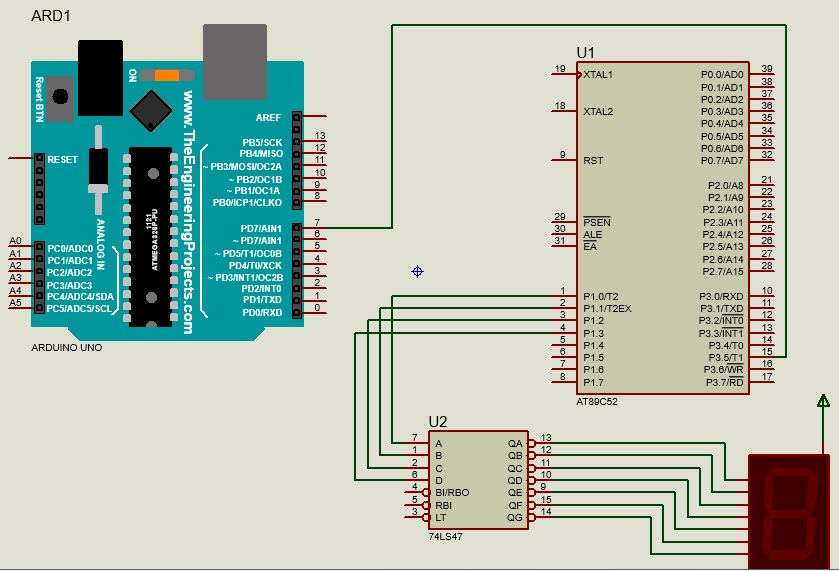 ARD1
Reset BTN
ON
www.TheEngineeringProjects.com
AREF
PB5/SCK 13
PB4/MISO 12
~ PB3/MOSI/OC2A 11
~ PB2/OC1B 10
~ PB1/OC1A 9
PB0/ICP1/CLKO 8
RESET
ANALOG IN
1121
ATMEGA328P-PU
PD7/AIN1 7
~ PD7/AIN1 6
~ PD5/T1/OC0B 5
PD4/T0/XCK 4
~ PD3/INT1/OC2B 3
PD2/INT0 2
PD1/TXD 1
PD0/RXD 0
A0 PC0/ADC0
A1 PC1/ADC1
A2 PC2/ADC2
A3 PC3/ADC3
A4 PC4/ADC4/SDA
A5 PC5/ADC5/SCL
ARDUINO UNO
U1
19 XTAL1
18 XTAL2
9 RST
29 PSEN
30 ALE
31 EA
1 P1.0/T2
2 P1.1/T2EX
3 P1.2
4 P1.3
5 P1.4
6 P1.5
7 P1.6
8 P1.7
P0.0/AD0 39
P0.1/AD1 38
P0.2/AD2 37
P0.3/AD3 36
P0.4/AD4 35
P0.5/AD5 34
P0.6/AD6 33
P0.7/AD7 32
P2.0/A8 21
P2.1/A9 22
P2.2/A10 23
P2.3/A11 24
P2.4/A12 25
P2.5/A13 26
P2.6/A14 27
P2.7/A15 28
P3.0/RXD 10
P3.1/TXD 11
P3.2/INT0 12
P3.3/INT1 13
P3.4/T0 14
P3.5/T1 15
P3.6/WR 16
P3.7/RD 17
AT89C52
U2
7 A QA 13
1 B QB 12
2 C QC 11
6 D QD 10
4 BI/RBO QE 9
5 RBI QF 15
3 LT QG 14
74LS47